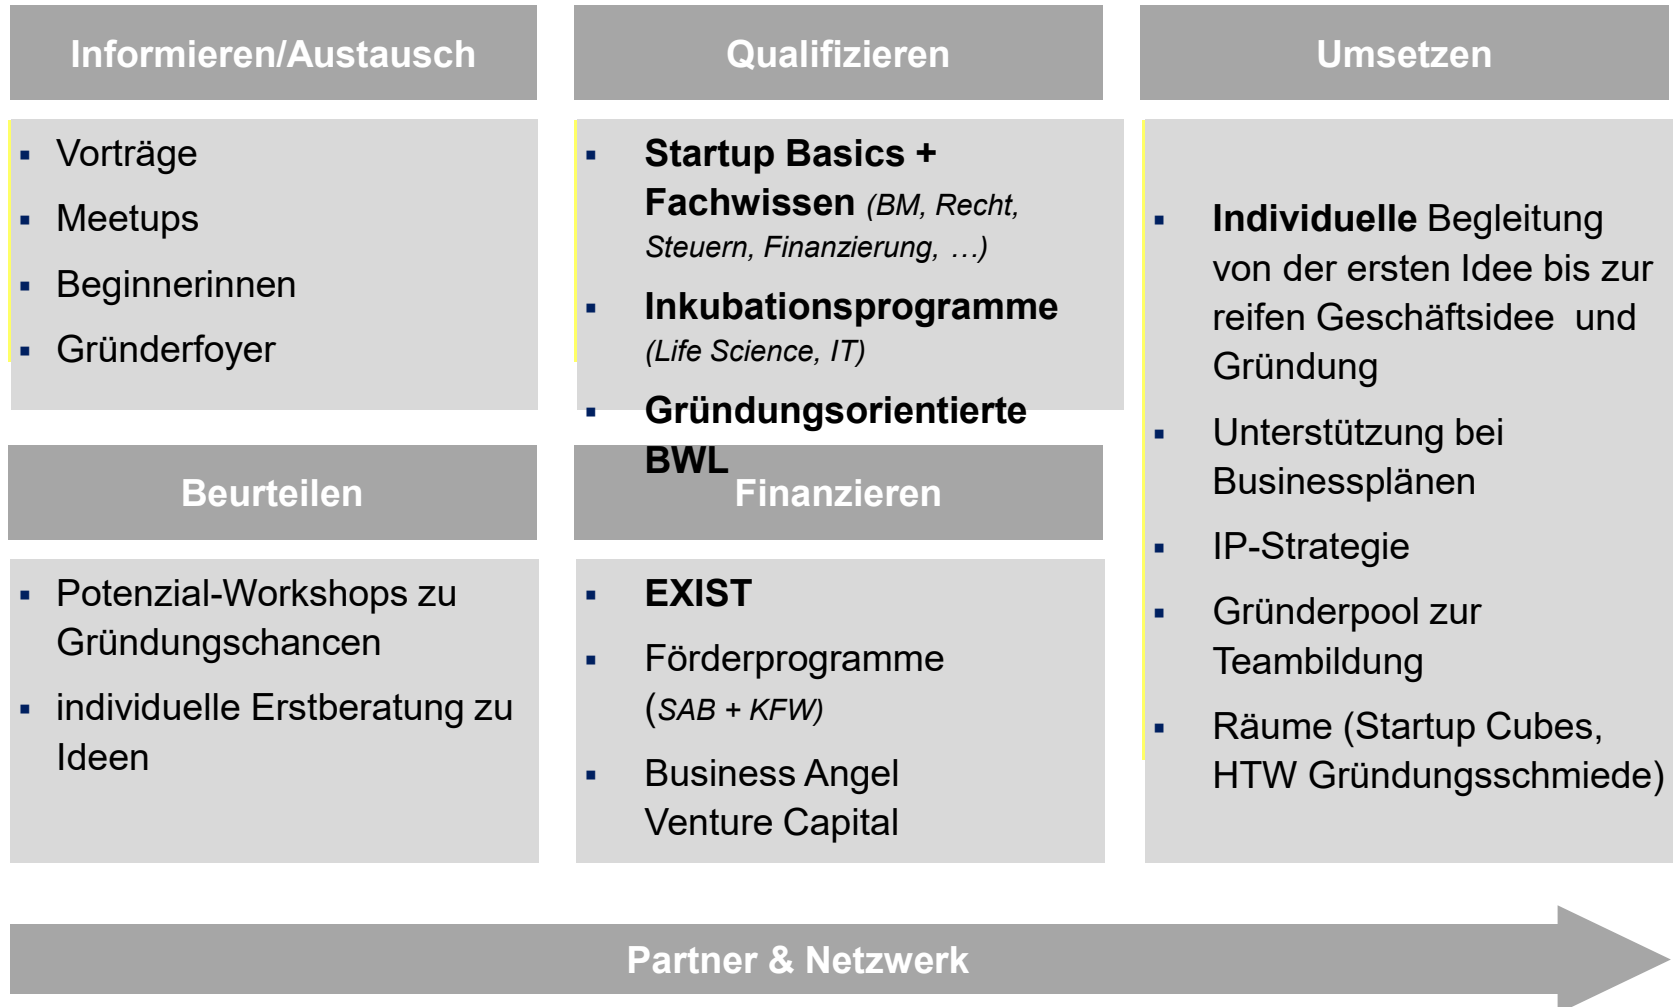 Informieren/Austausch
▪ Vorträge
▪ Meetups
▪ Beginnerinnen
▪ Gründerfoyer
Qualifizieren
▪ Startup Basics +
Fachwissen (BM, Recht,
Steuern, Finanzierung, …)
▪ Inkubationsprogramme
(Life Science, IT)
▪ Gründungsorientierte
BWL
Umsetzen
▪ Individuelle Begleitung
von der ersten Idee bis zur
reifen Geschäftsidee und
Gründung
▪ Unterstützung bei
Businessplänen
▪ IP-Strategie
▪ Gründerpool zur
Teambildung
▪ Räume (Startup Cubes,
HTW Gründungsschmiede)
Beurteilen
▪ Potenzial-Workshops zu
Gründungschancen
▪ individuelle Erstberatung zu
Ideen
Finanzieren
▪ EXIST
▪ Förderprogramme
(SAB + KFW)
▪ Business Angel
Venture Capital
Partner & Netzwerk